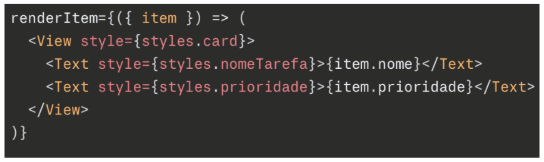 renderItem={({ item }) => (
  <View style={styles.card}>
    <Text style={styles.nomeTarefa}>{item.nome}</Text>
    <Text style={styles.prioridade}>{item.prioridade}</Text>
  </View>
)}